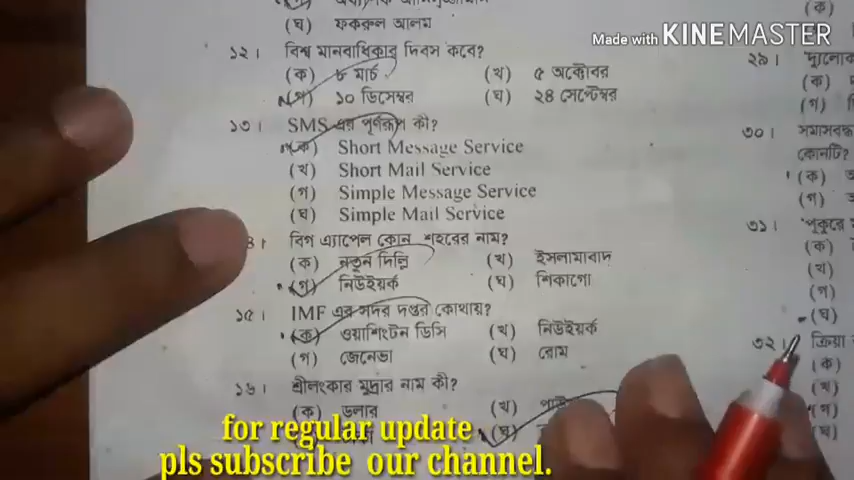 Made with KINEMASTER
(ঘ) ফকরুল আলম
১২। বিশ্ব মানবাধিকার দিবস কবে?
(ক) ৮ মার্চ (খ) ৫ অক্টোবর
(গ) ১০ ডিসেম্বর (ঘ) ২৪ সেপ্টেম্বর
১৩। SMS এর পূর্ণরূপ কী?
(ক) Short Message Service
(খ) Short Mail Service
(গ) Simple Message Service
(ঘ) Simple Mail Service
বিগ এ্যাপেল কোন শহরের নাম?
(ক) নতুন দিল্লি (খ) ইসলামাবাদ
(গ) নিউইয়র্ক (ঘ) শিকাগো
১৫। IMF এর সদর দপ্তর কোথায়?
(ক) ওয়াশিংটন ডিসি (খ) নিউইয়র্ক
(গ) জেনেভা (ঘ) রোম
১৬। শ্রীলংকার মুদ্রার নাম কী?
(ক) ডলার (খ)
(ঘ)
(ক)
২৯।
(ক)
(গ)
৩০। সমাসবদ্ধ
কোনটি?
(ক)
(গ)
৩১।
(ক)
(খ)
(গ)
(ঘ)
৩২। ক্রিয়া
(ক)
(খ)
(গ)
(ঘ)
for regular update
pls subscribe our channel.